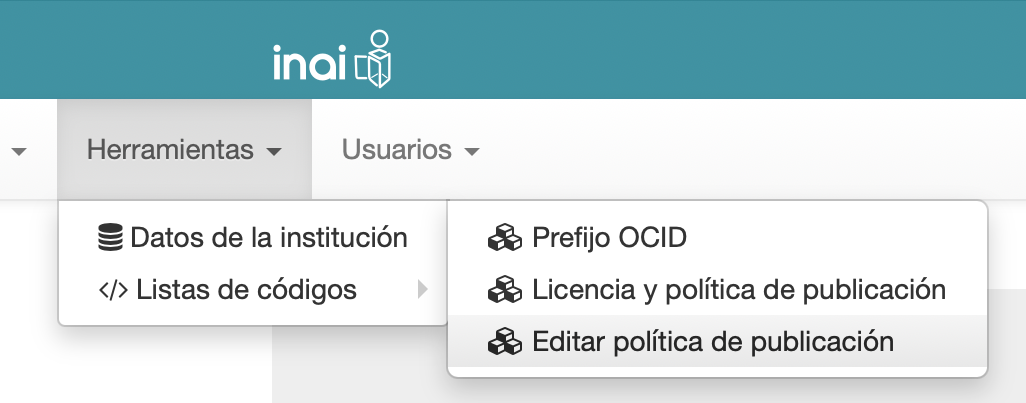 inai
Herramientas
Usuarios
Datos de la institución
Listas de códigos
Prefijo OCID
Licencia y política de publicación
Editar política de publicación